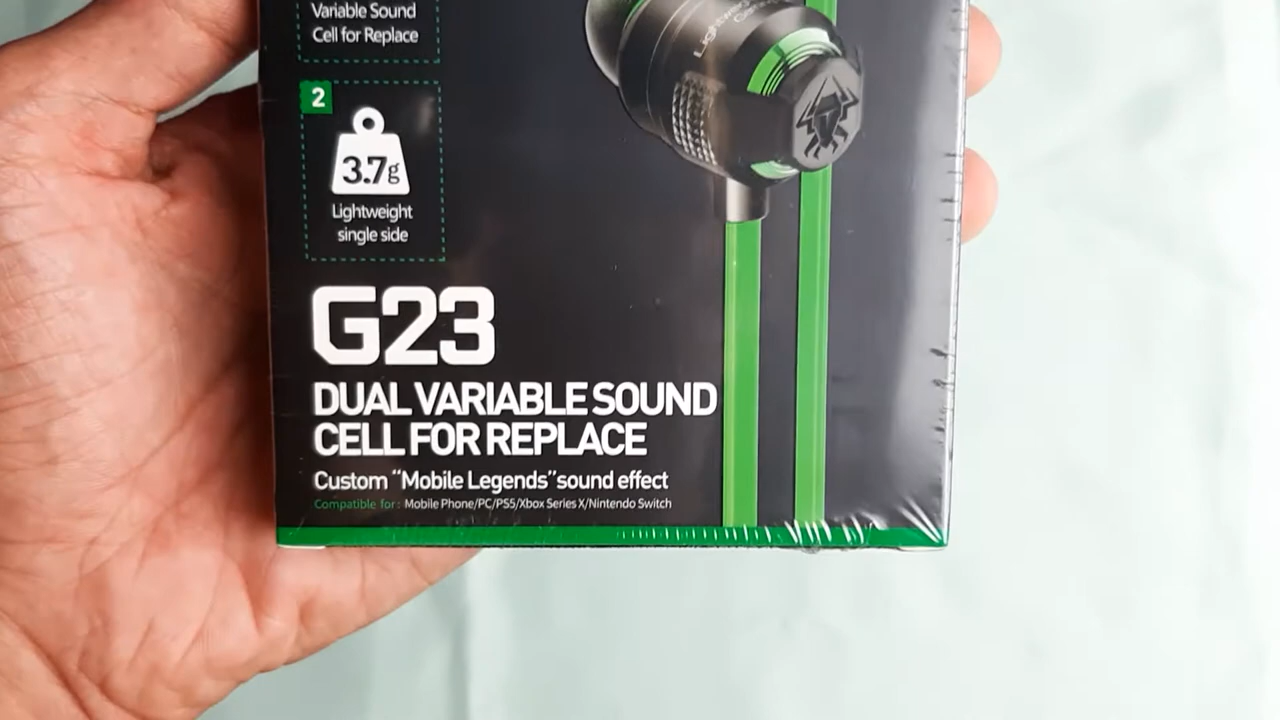 Variable Sound
Cell for Replace
2
3.7g
Lightweight
single side
G23
DUAL VARIABLE SOUND
CELL FOR REPLACE
Custom "Mobile Legends" sound effect
Compatible for: Mobile Phone/PC/PS5/Xbox Series X/Nintendo Switch